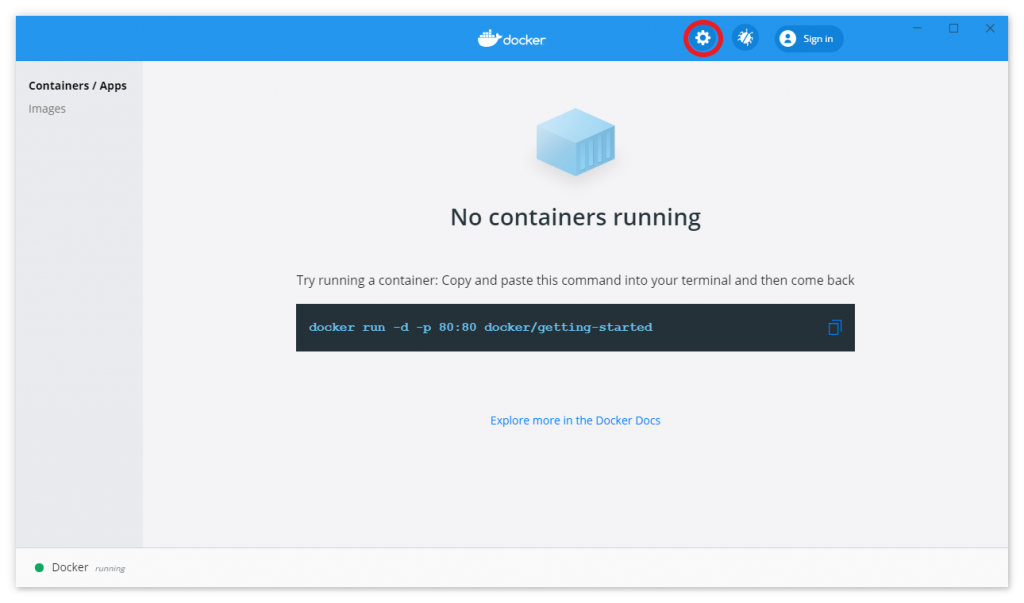 docker
Sign in
Containers / Apps
Images
No containers running
Try running a container: Copy and paste this command into your terminal and then come back
docker run -d -p 80:80 docker/getting-started
Explore more in the Docker Docs
Docker running